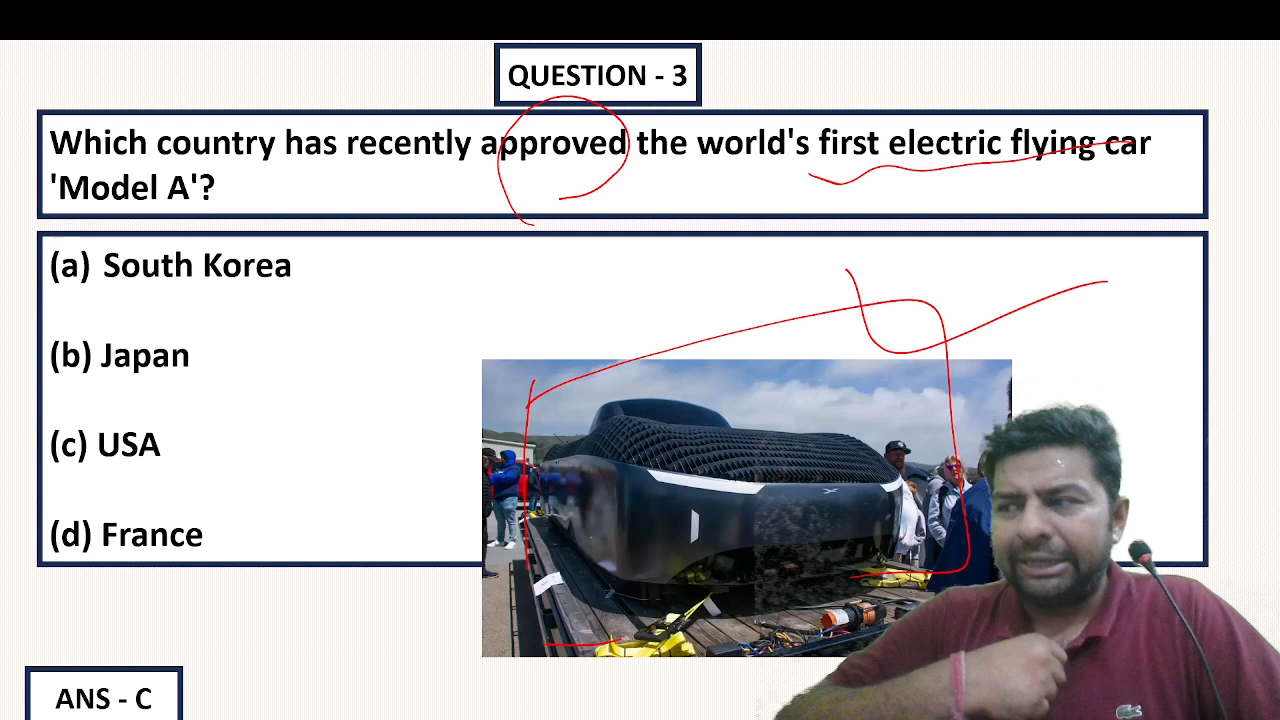 QUESTION - 3
Which country has recently approved the world's first electric flying car
'Model A'?
(a) South Korea
(b) Japan
(c) USA
(d) France
ANS - C